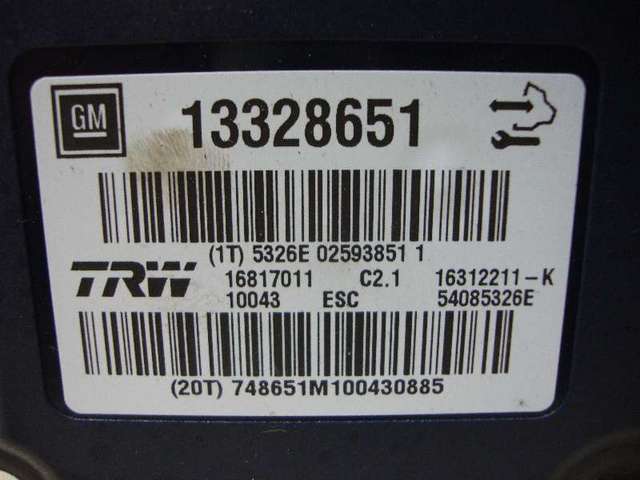 GM 13328651
(1T) 5326E 02593851 1
TRW 16817011 C2.1 16312211-K
10043 ESC 54085326E
(20T) 748651M100430885